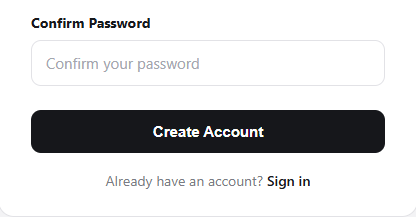 Confirm Password
Confirm your password
Create Account
Already have an account? Sign in